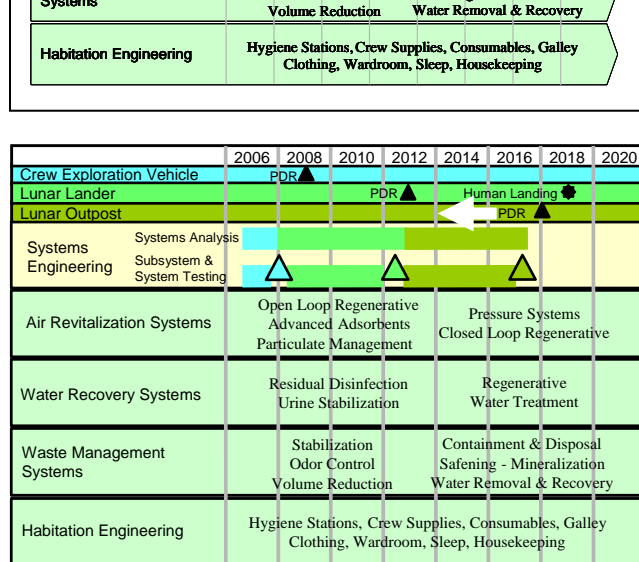 Systems
Volume Reduction Water Removal & Recovery
Habitation Engineering
Hygiene Stations, Crew Supplies, Consumables, Galley
Clothing, Wardroom, Sleep, Housekeeping
2006 2008 2010 2012 2014 2016 2018 2020
Crew Exploration Vehicle PDR
Lunar Lander PDR Human Landing
Lunar Outpost PDR
Systems Engineering
Systems Analysis
Subsystem &
System Testing
Air Revitalization Systems
Open Loop Regenerative
Advanced Adsorbents
Particulate Management
Pressure Systems
Closed Loop Regenerative
Water Recovery Systems
Residual Disinfection
Urine Stabilization
Regenerative
Water Treatment
Waste Management
Systems
Stabilization
Odor Control
Volume Reduction
Containment & Disposal
Safening - Mineralization
Water Removal & Recovery
Habitation Engineering
Hygiene Stations, Crew Supplies, Consumables, Galley
Clothing, Wardroom, Sleep, Housekeeping